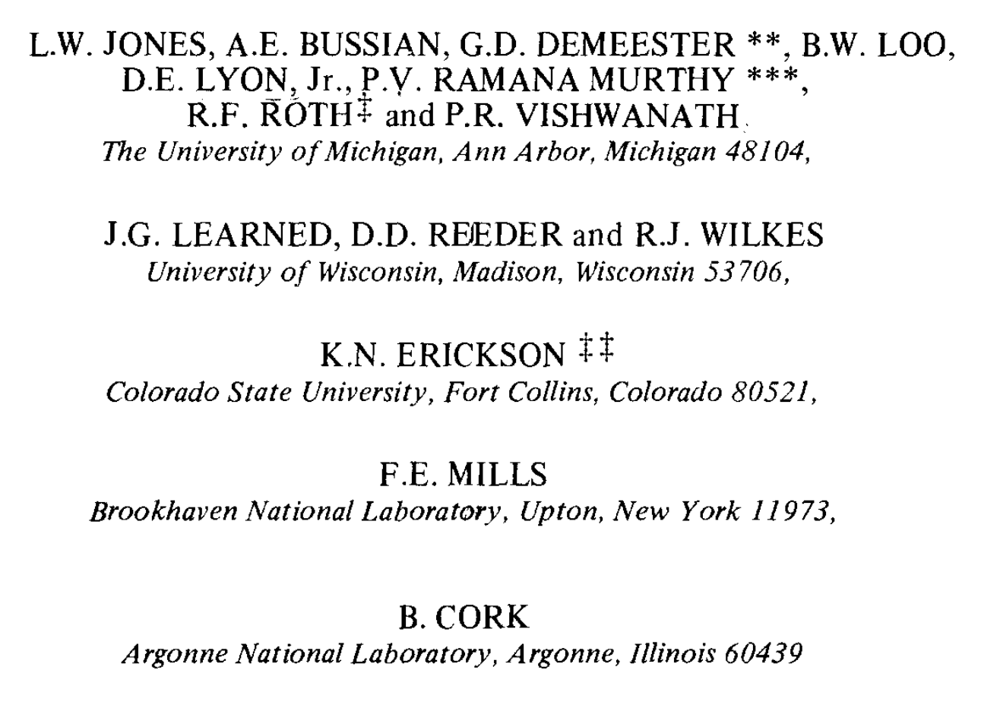 L.W. JONES, A.E. BUSSIAN, G.D. DEMEESTER **, B.W. LOO,
D.E. LYON, Jr., P.V. RAMANA MURTHY ***,
R.F. ROTH‡ and P.R. VISHWANATH
The University of Michigan, Ann Arbor, Michigan 48104,
J.G. LEARNED, D.D. REEDER and R.J. WILKES
University of Wisconsin, Madison, Wisconsin 53706,
K.N. ERICKSON ‡‡
Colorado State University, Fort Collins, Colorado 80521,
F.E. MILLS
Brookhaven National Laboratory, Upton, New York 11973,
B. CORK
Argonne National Laboratory, Argonne, Illinois 60439